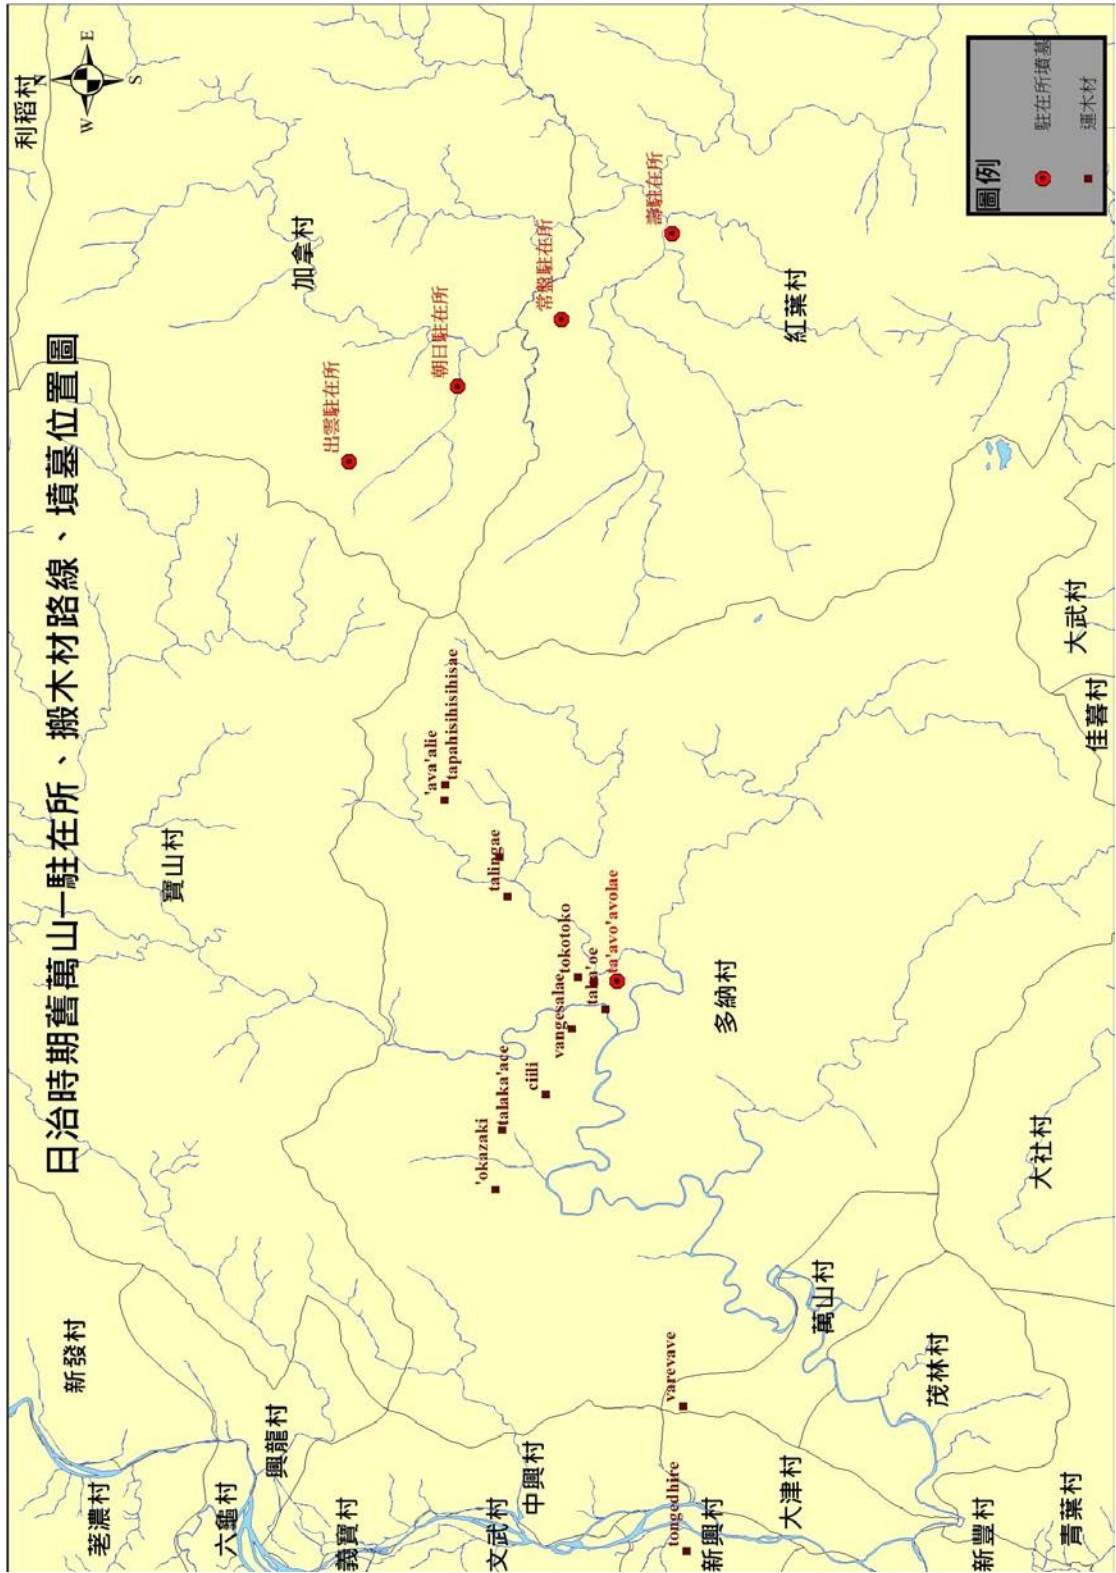 日治時期舊萬山—駐在所、搬木材路線、墳墓位置圖
利稻村
N
E
S
W
新發村
荖濃村
寶山村
六龜村
興龍村
加拿村
出雲駐在所
義寶村
朝日駐在所
'ava'alie
tapahisihisihisae
文武村
'okazaki
talaka'ace
talingae
中興村
ciili
常盤駐在所
vangesalae
tokotoko
ta'avo'avolae
壽駐在所
varevave
tongedhire
新興村
多納村
大津村
紅葉村
萬山村
茂林村
新豐村
大社村
青葉村
大武村
佳暮村
圖例
駐在所墳墓
運木材